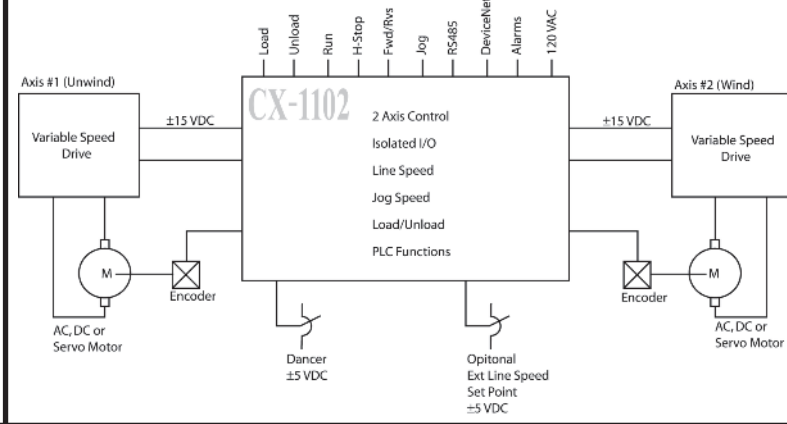 Load
Unload
Run
H-Stop
Fwd/Rvs
Jog
RS485
DeviceNet
Alarms
120 VAC
Axis #1 (Unwind)
Variable Speed
Drive
±15 VDC
CX-1102
2 Axis Control
Isolated I/O
Line Speed
Jog Speed
Load/Unload
PLC Functions
±15 VDC
Axis #2 (Wind)
Variable Speed
Drive
M
Encoder
AC, DC or
Servo Motor
Dancer
±5 VDC
Opitonal
Ext Line Speed
Set Point
±5 VDC
Encoder
M
AC, DC or
Servo Motor